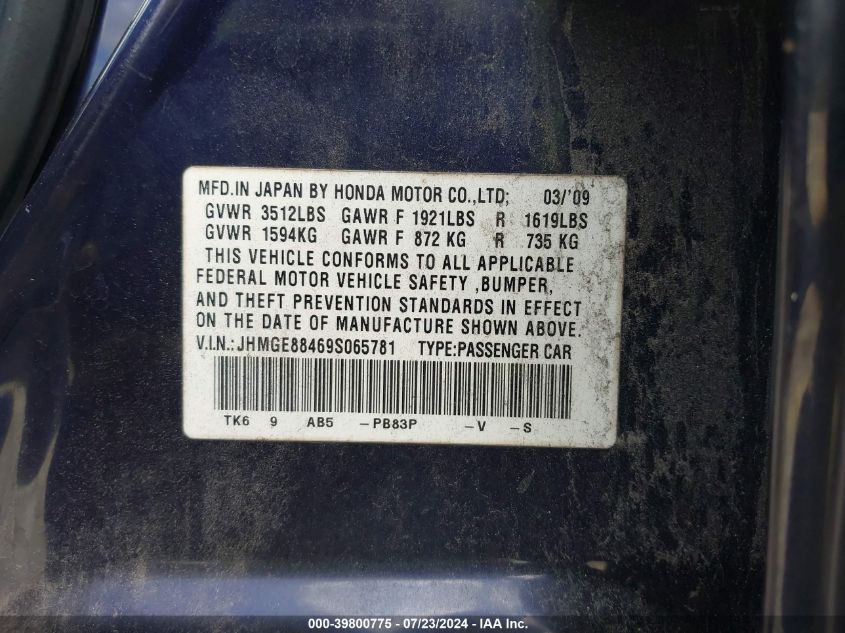 MFD.IN JAPAN BY HONDA MOTOR CO.,LTD; 03/'09
GVWR 3512LBS GAWR F 1921LBS R 1619LBS
GVWR 1594KG GAWR F 872 KG R 735 KG
THIS VEHICLE CONFORMS TO ALL APPLICABLE
FEDERAL MOTOR VEHICLE SAFETY ,BUMPER,
AND THEFT PREVENTION STANDARDS IN EFFECT
ON THE DATE OF MANUFACTURE SHOWN ABOVE.
V.I.N.:JHMGE88469S065781 TYPE:PASSENGER CAR
TK6 9 AB5 -PB83P -V -S
000-39800775 - 07/23/2024 - IAA Inc.